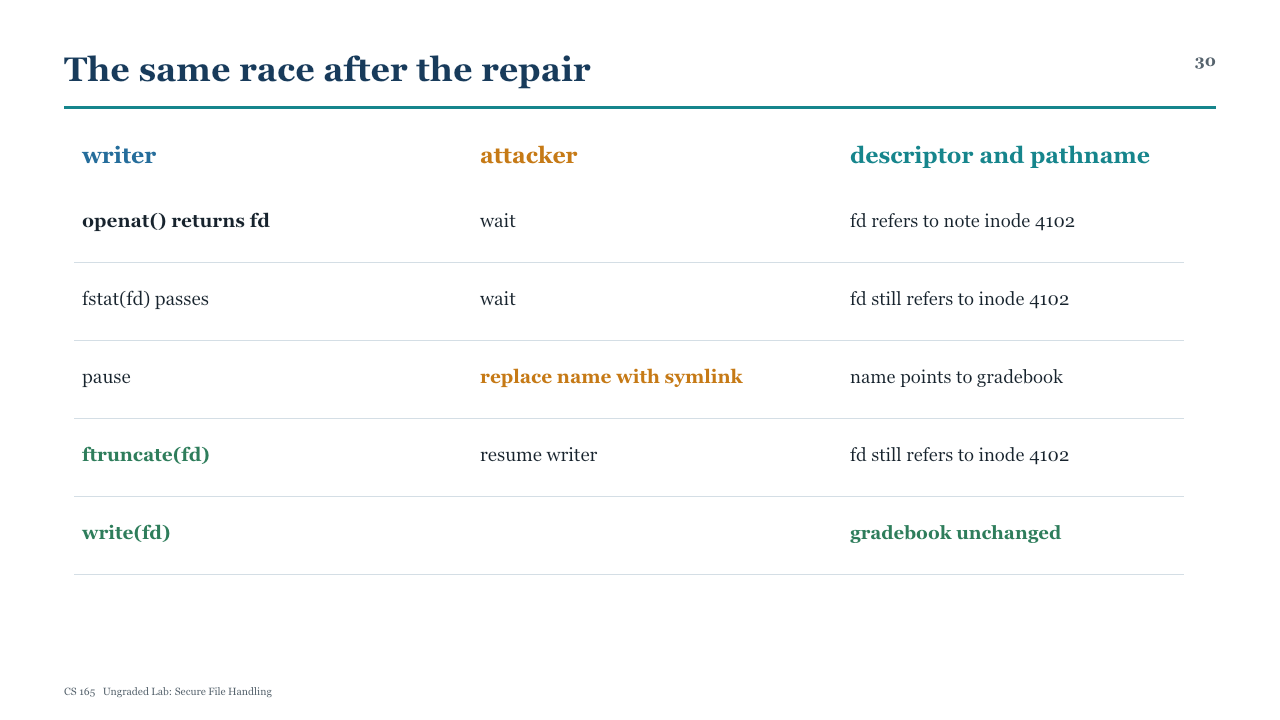 The same race after the repair
30
writer attacker descriptor and pathname
openat() returns fd wait fd refers to note inode 4102
fstat(fd) passes wait fd still refers to inode 4102
pause replace name with symlink name points to gradebook
ftruncate(fd) resume writer fd still refers to inode 4102
write(fd) gradebook unchanged
CS 165 Ungraded Lab: Secure File Handling